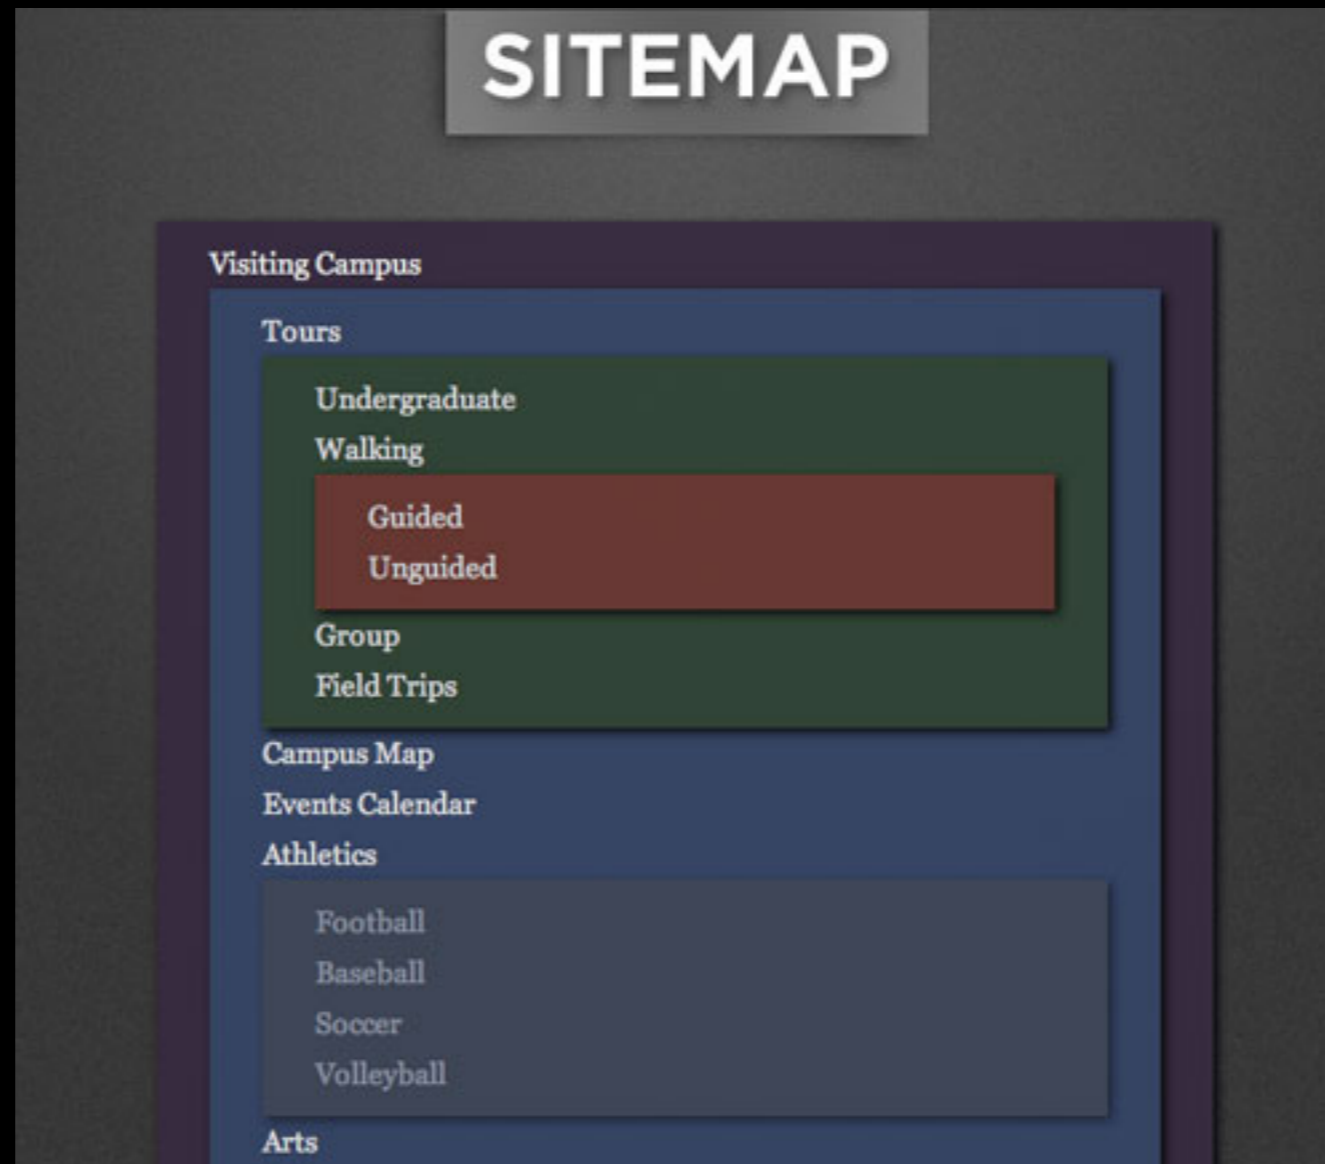 SITEMAP
Visiting Campus
Tours
Undergraduate
Walking
Guided
Unguided
Group
Field Trips
Campus Map
Events Calendar
Athletics
Football
Baseball
Soccer
Volleyball
Arts